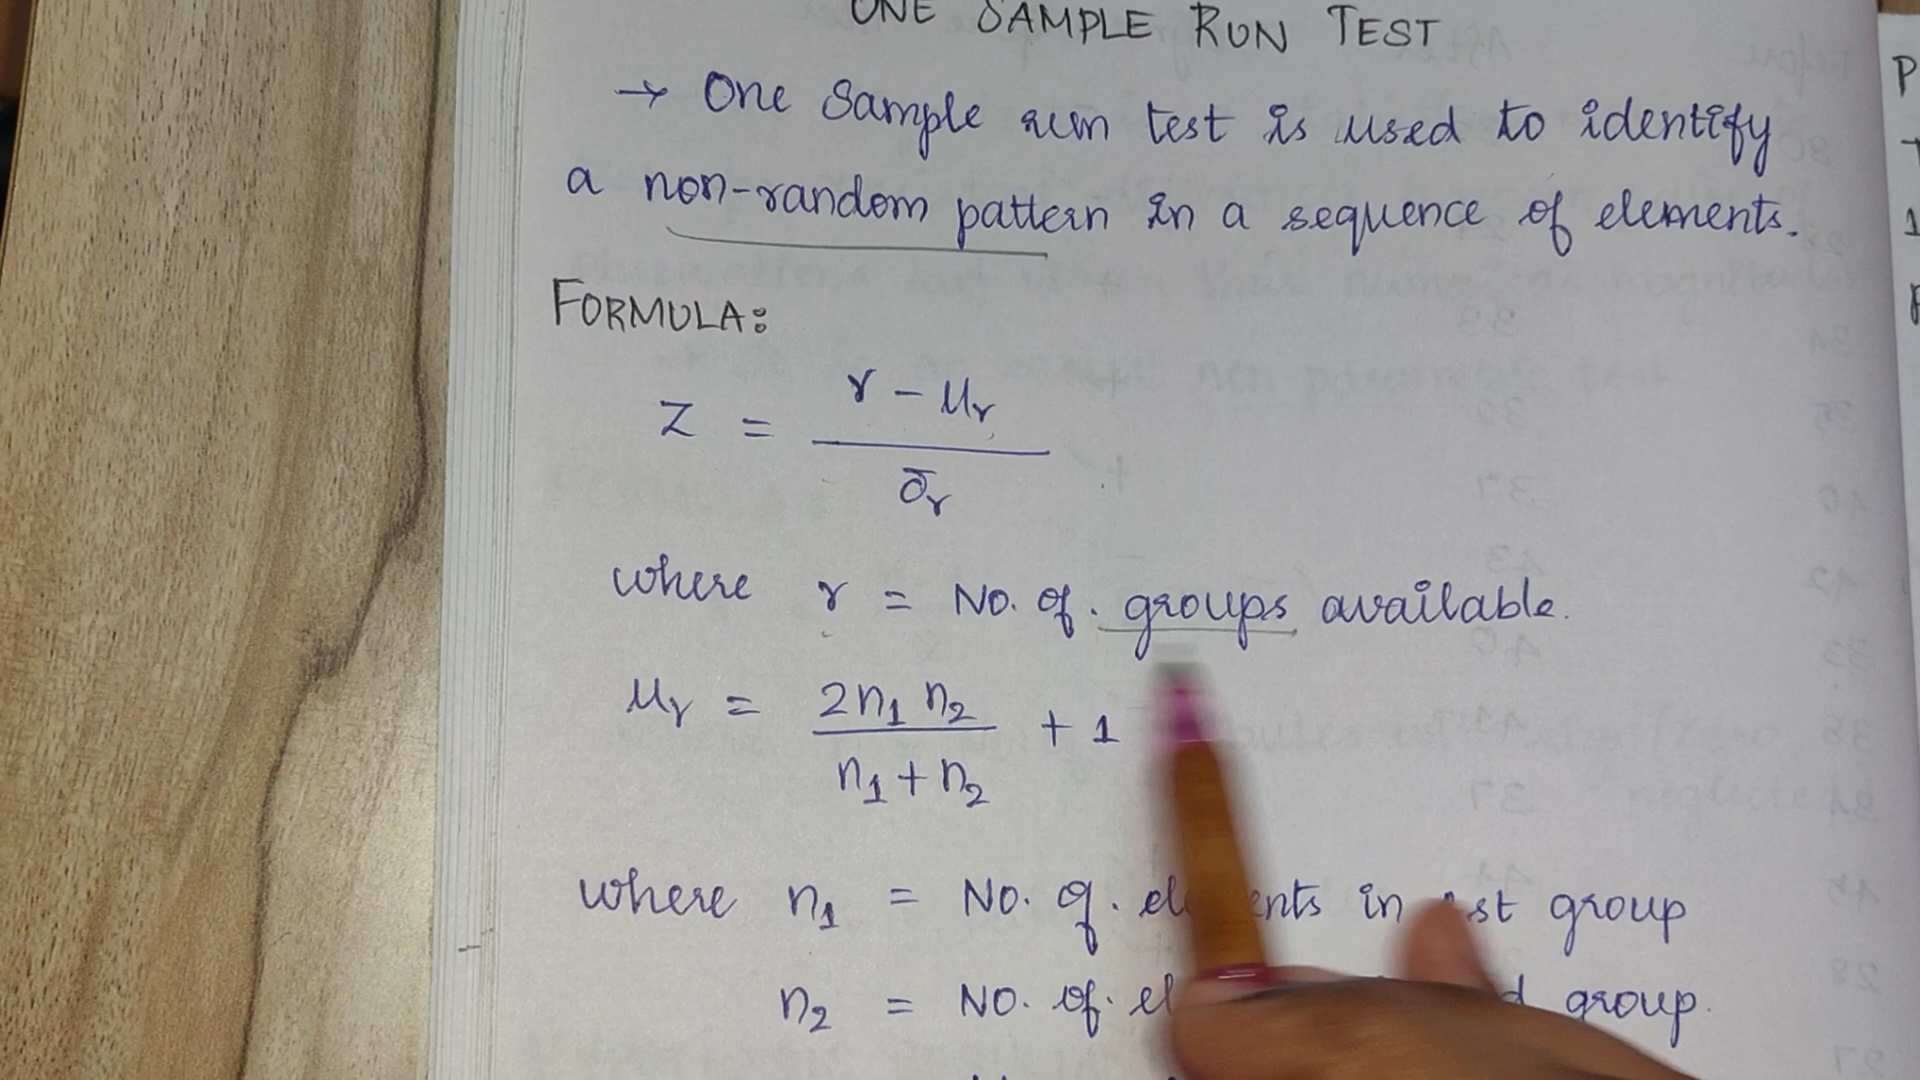 ONE SAMPLE RUN TEST
→ One Sample run test is used to identify
a non-random pattern in a sequence of elements.
FORMULA:
Z = (r - μr) / σr
where r = No. of. groups available.
μr = (2n1 n2) / (n1 + n2) + 1
where n1 = No. of. in group
n2 = No. of. group.